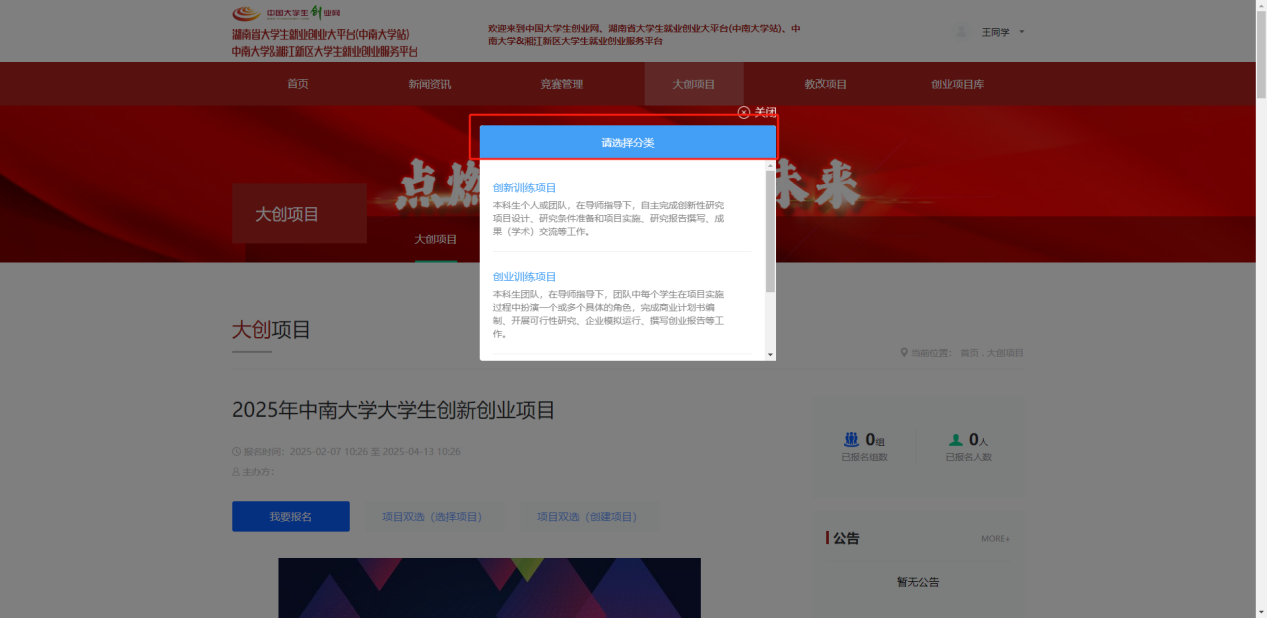 中国大学生创业网
湖南省大学生就业创业大平台(中南大学站)
中南大学&湘江新区大学生就业创业服务平台
欢迎来到中国大学生创业网、湖南省大学生就业创业大平台(中南大学站)、中
南大学&湘江新区大学生就业创业服务平台
王同学
首页
新闻资讯
竞赛管理
大创项目
教改项目
创业项目库
关闭
请选择分类
点燃
未来
创新训练项目
本科生个人或团队，在导师指导下，自主完成创新性研究
项目设计、研究条件准备和项目实施、研究报告撰写、成
果（学术）交流等工作。
创业训练项目
本科生团队，在导师指导下，团队中每个学生在项目实施
过程中扮演一个或多个具体的角色，完成商业计划书编
制、开展可行性研究、企业模拟运行、撰写创业报告等工
作。
大创项目
大创项目
大创项目
当前位置： 首页 . 大创项目
2025年中南大学大学生创新创业项目
报名时间：2025-02-07 10:26 至 2025-04-13 10:26
主办方：
我要报名
项目双选（选择项目）
项目双选（创建项目）
0组
已报名组数
0人
已报名人数
公告
MORE+
暂无公告